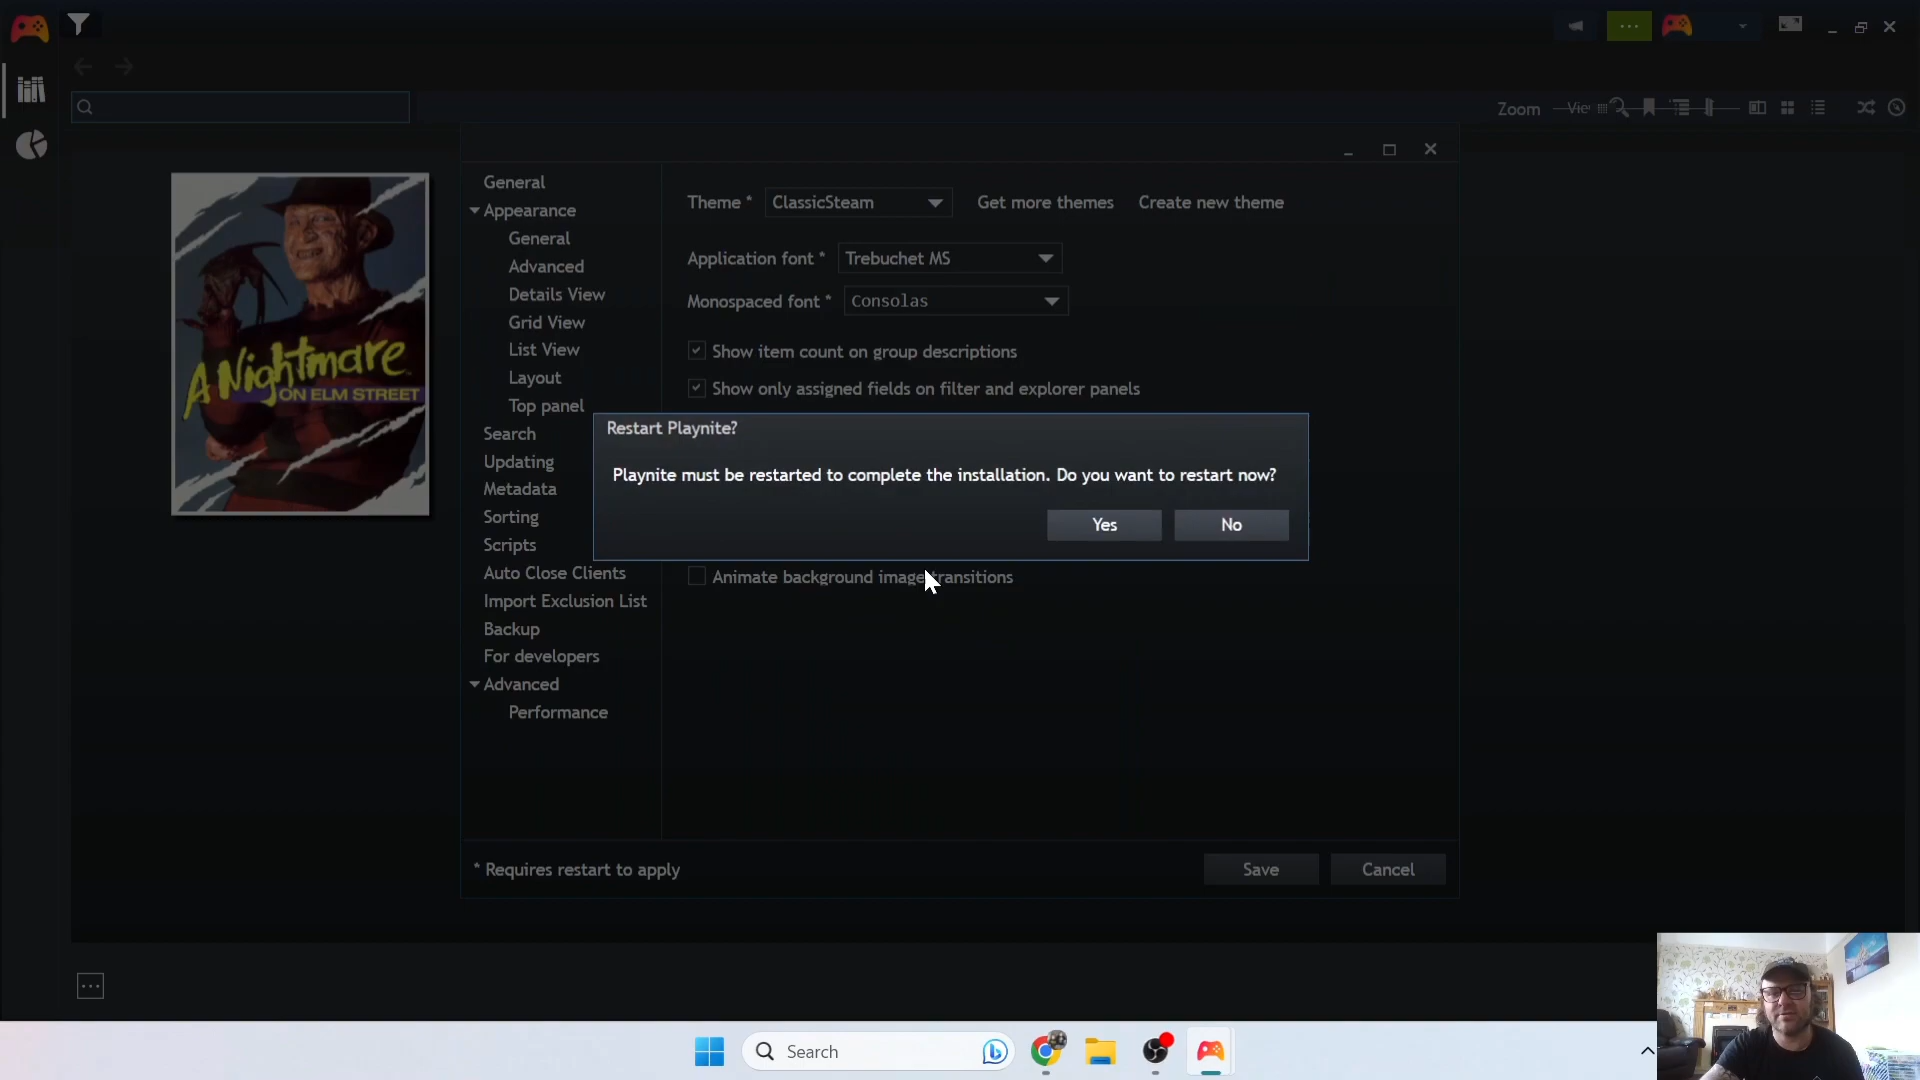 Zoom
View
A Nightmare
ON ELM STREET
General
Appearance
General
Advanced
Details View
Grid View
List View
Layout
Top panel
Search
Updating
Metadata
Sorting
Scripts
Auto Close Clients
Import Exclusion List
Backup
For developers
Advanced
Performance
Theme * ClassicSteam Get more themes Create new theme
Application font * Trebuchet MS
Monospaced font * Consolas
Show item count on group descriptions
Show only assigned fields on filter and explorer panels
Restart Playnite?
Playnite must be restarted to complete the installation. Do you want to restart now?
Yes No
Animate background image transitions
* Requires restart to apply
Save Cancel
Search